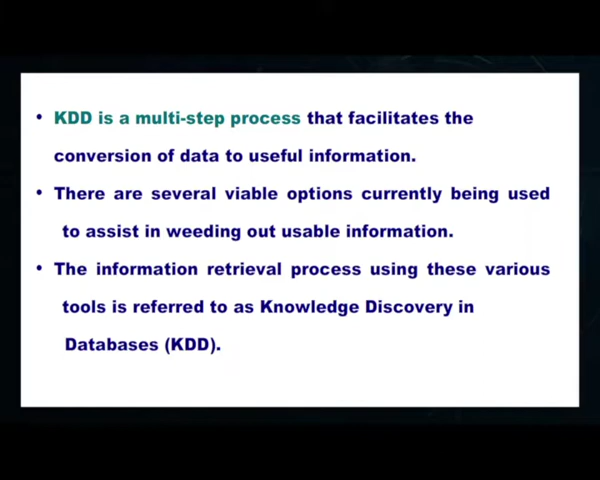 • KDD is a multi-step process that facilitates the
conversion of data to useful information.
• There are several viable options currently being used
to assist in weeding out usable information.
• The information retrieval process using these various
tools is referred to as Knowledge Discovery in
Databases (KDD).